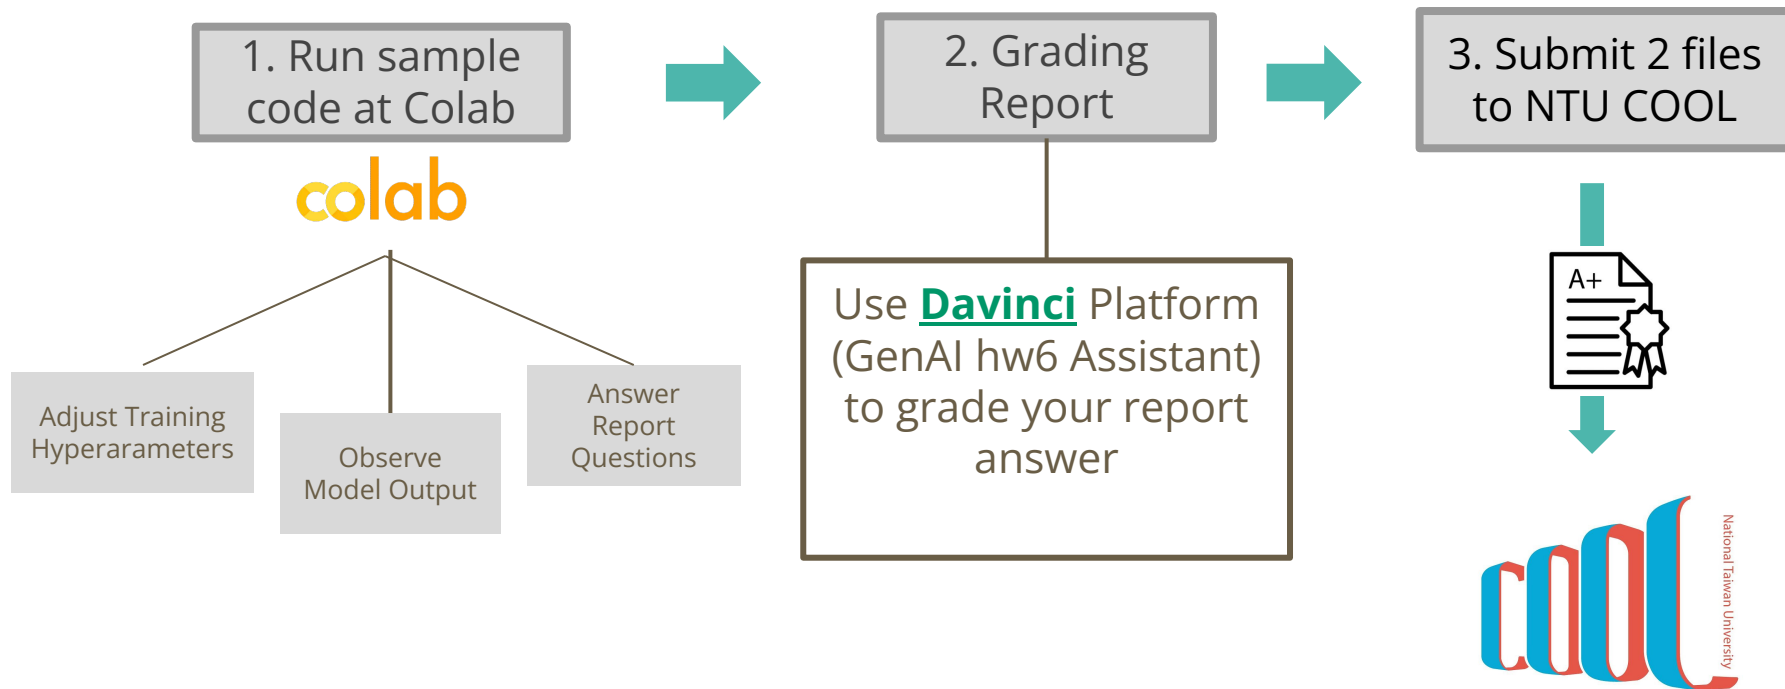 1. Run sample
code at Colab
2. Grading
Report
3. Submit 2 files
to NTU COOL
colab
Adjust Training
Hyperarameters
Observe
Model Output
Answer
Report
Questions
Use Davinci Platform
(GenAI hw6 Assistant)
to grade your report
answer
A+
COOL
National Taiwan University